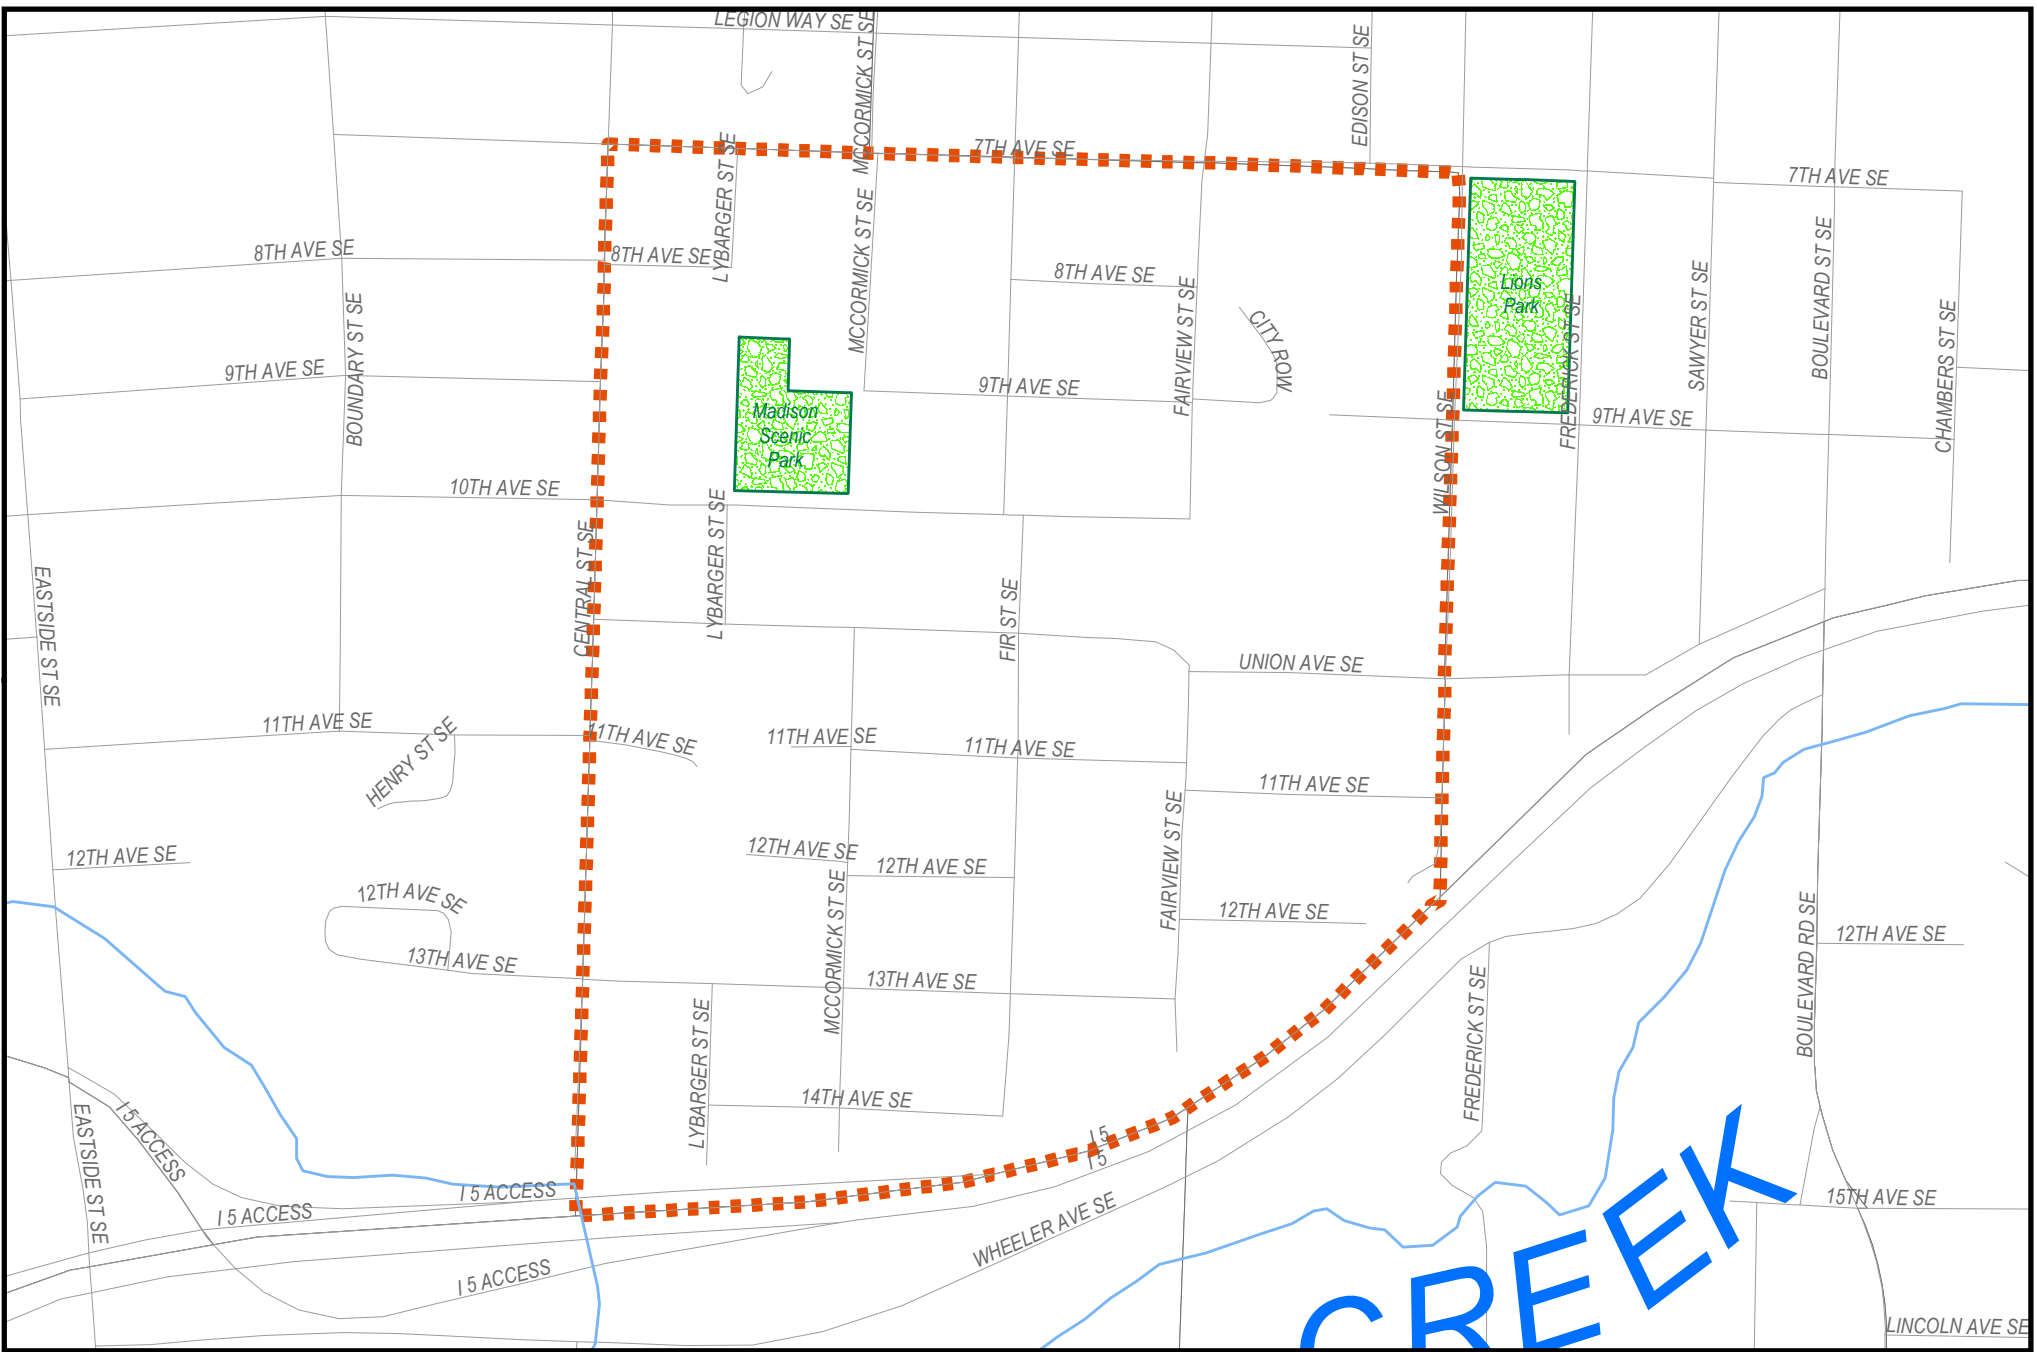 LEGION WAY SE
MCCORMICK ST SE
EDISON ST SE
7TH AVE SE
LYBARGER ST SE
7TH AVE SE
8TH AVE SE
8TH AVE SE
MCCORMICK ST SE
8TH AVE SE
FAIRVIEW ST SE
CITY ROW
Lions
Park
FREDERICK ST SE
SAWYER ST SE
BOULEVARD ST SE
CHAMBERS ST SE
BOUNDARY ST SE
9TH AVE SE
9TH AVE SE
9TH AVE SE
Madison
Scenic
Park
WILSON ST SE
10TH AVE SE
LYBARGER ST SE
CENTRAL ST SE
EASTSIDE ST SE
FIR ST SE
UNION AVE SE
11TH AVE SE
HENRY ST SE
11TH AVE SE
11TH AVE SE
11TH AVE SE
11TH AVE SE
FAIRVIEW ST SE
12TH AVE SE
12TH AVE SE
12TH AVE SE
12TH AVE SE
12TH AVE SE
12TH AVE SE
MCCORMICK ST SE
BOULEVARD RD SE
13TH AVE SE
13TH AVE SE
FREDERICK ST SE
LYBARGER ST SE
14TH AVE SE
I 5 ACCESS
EASTSIDE ST SE
I 5
I 5
I 5 ACCESS
I 5 ACCESS
15TH AVE SE
WHEELER AVE SE
I 5 ACCESS
CREEK
LINCOLN AVE SE